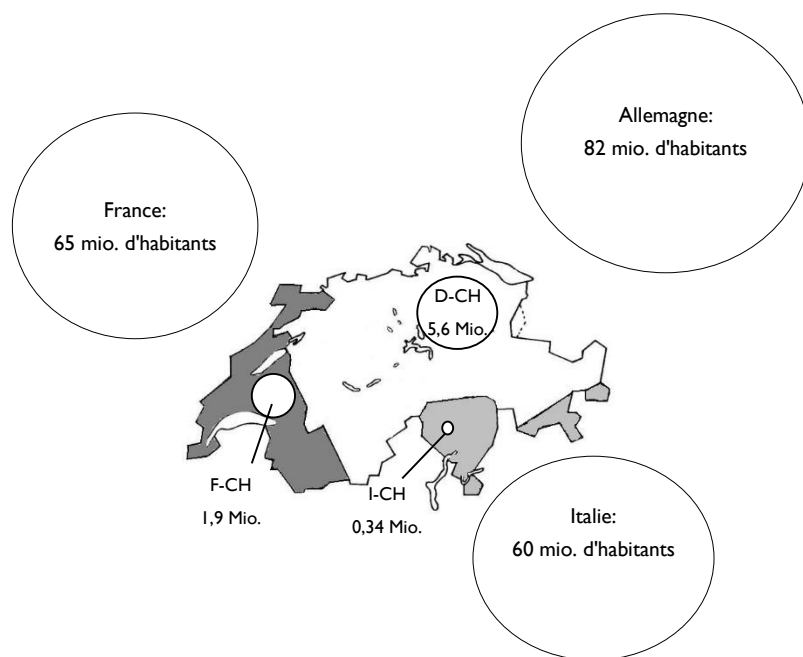 Allemagne:
82 mio. d'habitants
France:
65 mio. d'habitants
D-CH
5,6 Mio.
F-CH
1,9 Mio.
I-CH
0,34 Mio.
Italie:
60 mio. d'habitants